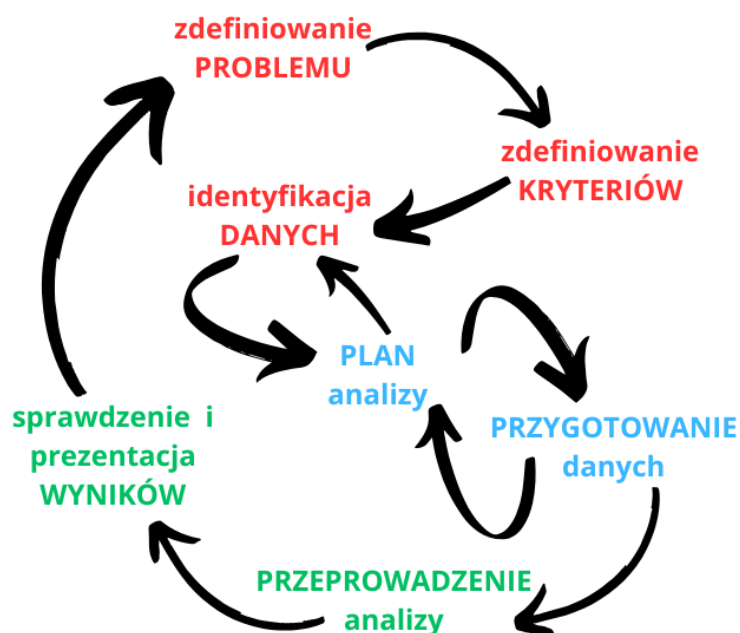 zdefiniowanie
PROBLEMU
zdefiniowanie
KRYTERIÓW
identyfikacja
DANYCH
PLAN
analizy
PRZYGOTOWANIE
danych
PRZEPROWADZENIE
analizy
sprawdzenie i
prezentacja
WYNIKÓW